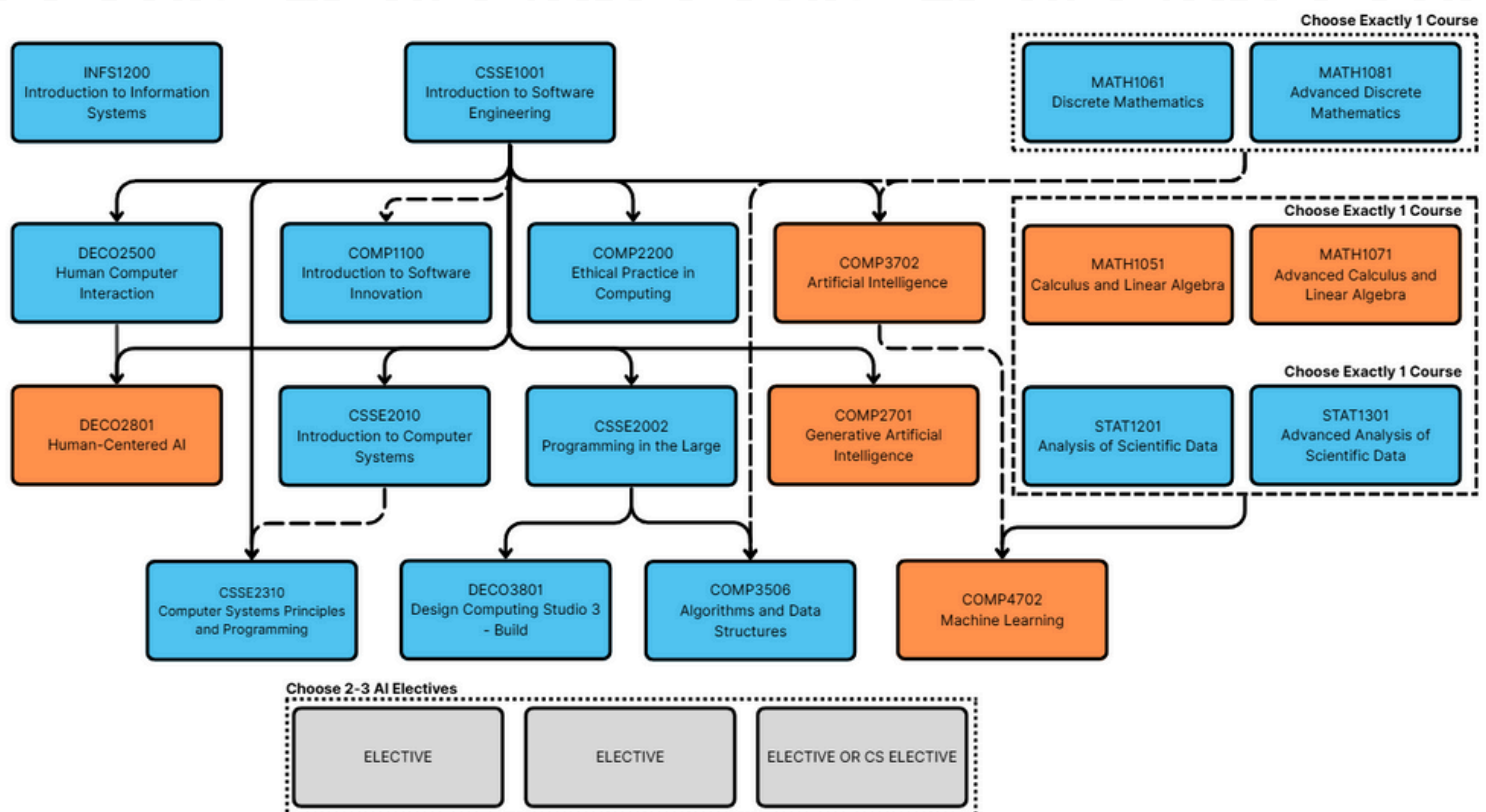 Choose Exactly 1 Course
INFS1200
Introduction to Information
Systems
CSSE1001
Introduction to Software
Engineering
MATH1061
Discrete Mathematics
MATH1081
Advanced Discrete
Mathematics
Choose Exactly 1 Course
DECO2500
Human Computer
Interaction
COMP1100
Introduction to Software
Innovation
COMP2200
Ethical Practice in
Computing
COMP3702
Artificial Intelligence
MATH1051
Calculus and Linear Algebra
MATH1071
Advanced Calculus and
Linear Algebra
Choose Exactly 1 Course
DECO2801
Human-Centered AI
CSSE2010
Introduction to Computer
Systems
CSSE2002
Programming in the Large
COMP2701
Generative Artificial
Intelligence
STAT1201
Analysis of Scientific Data
STAT1301
Advanced Analysis of
Scientific Data
CSSE2310
Computer Systems Principles
and Programming
DECO3801
Design Computing Studio 3
- Build
COMP3506
Algorithms and Data
Structures
COMP4702
Machine Learning
Choose 2-3 AI Electives
ELECTIVE
ELECTIVE
ELECTIVE OR CS ELECTIVE